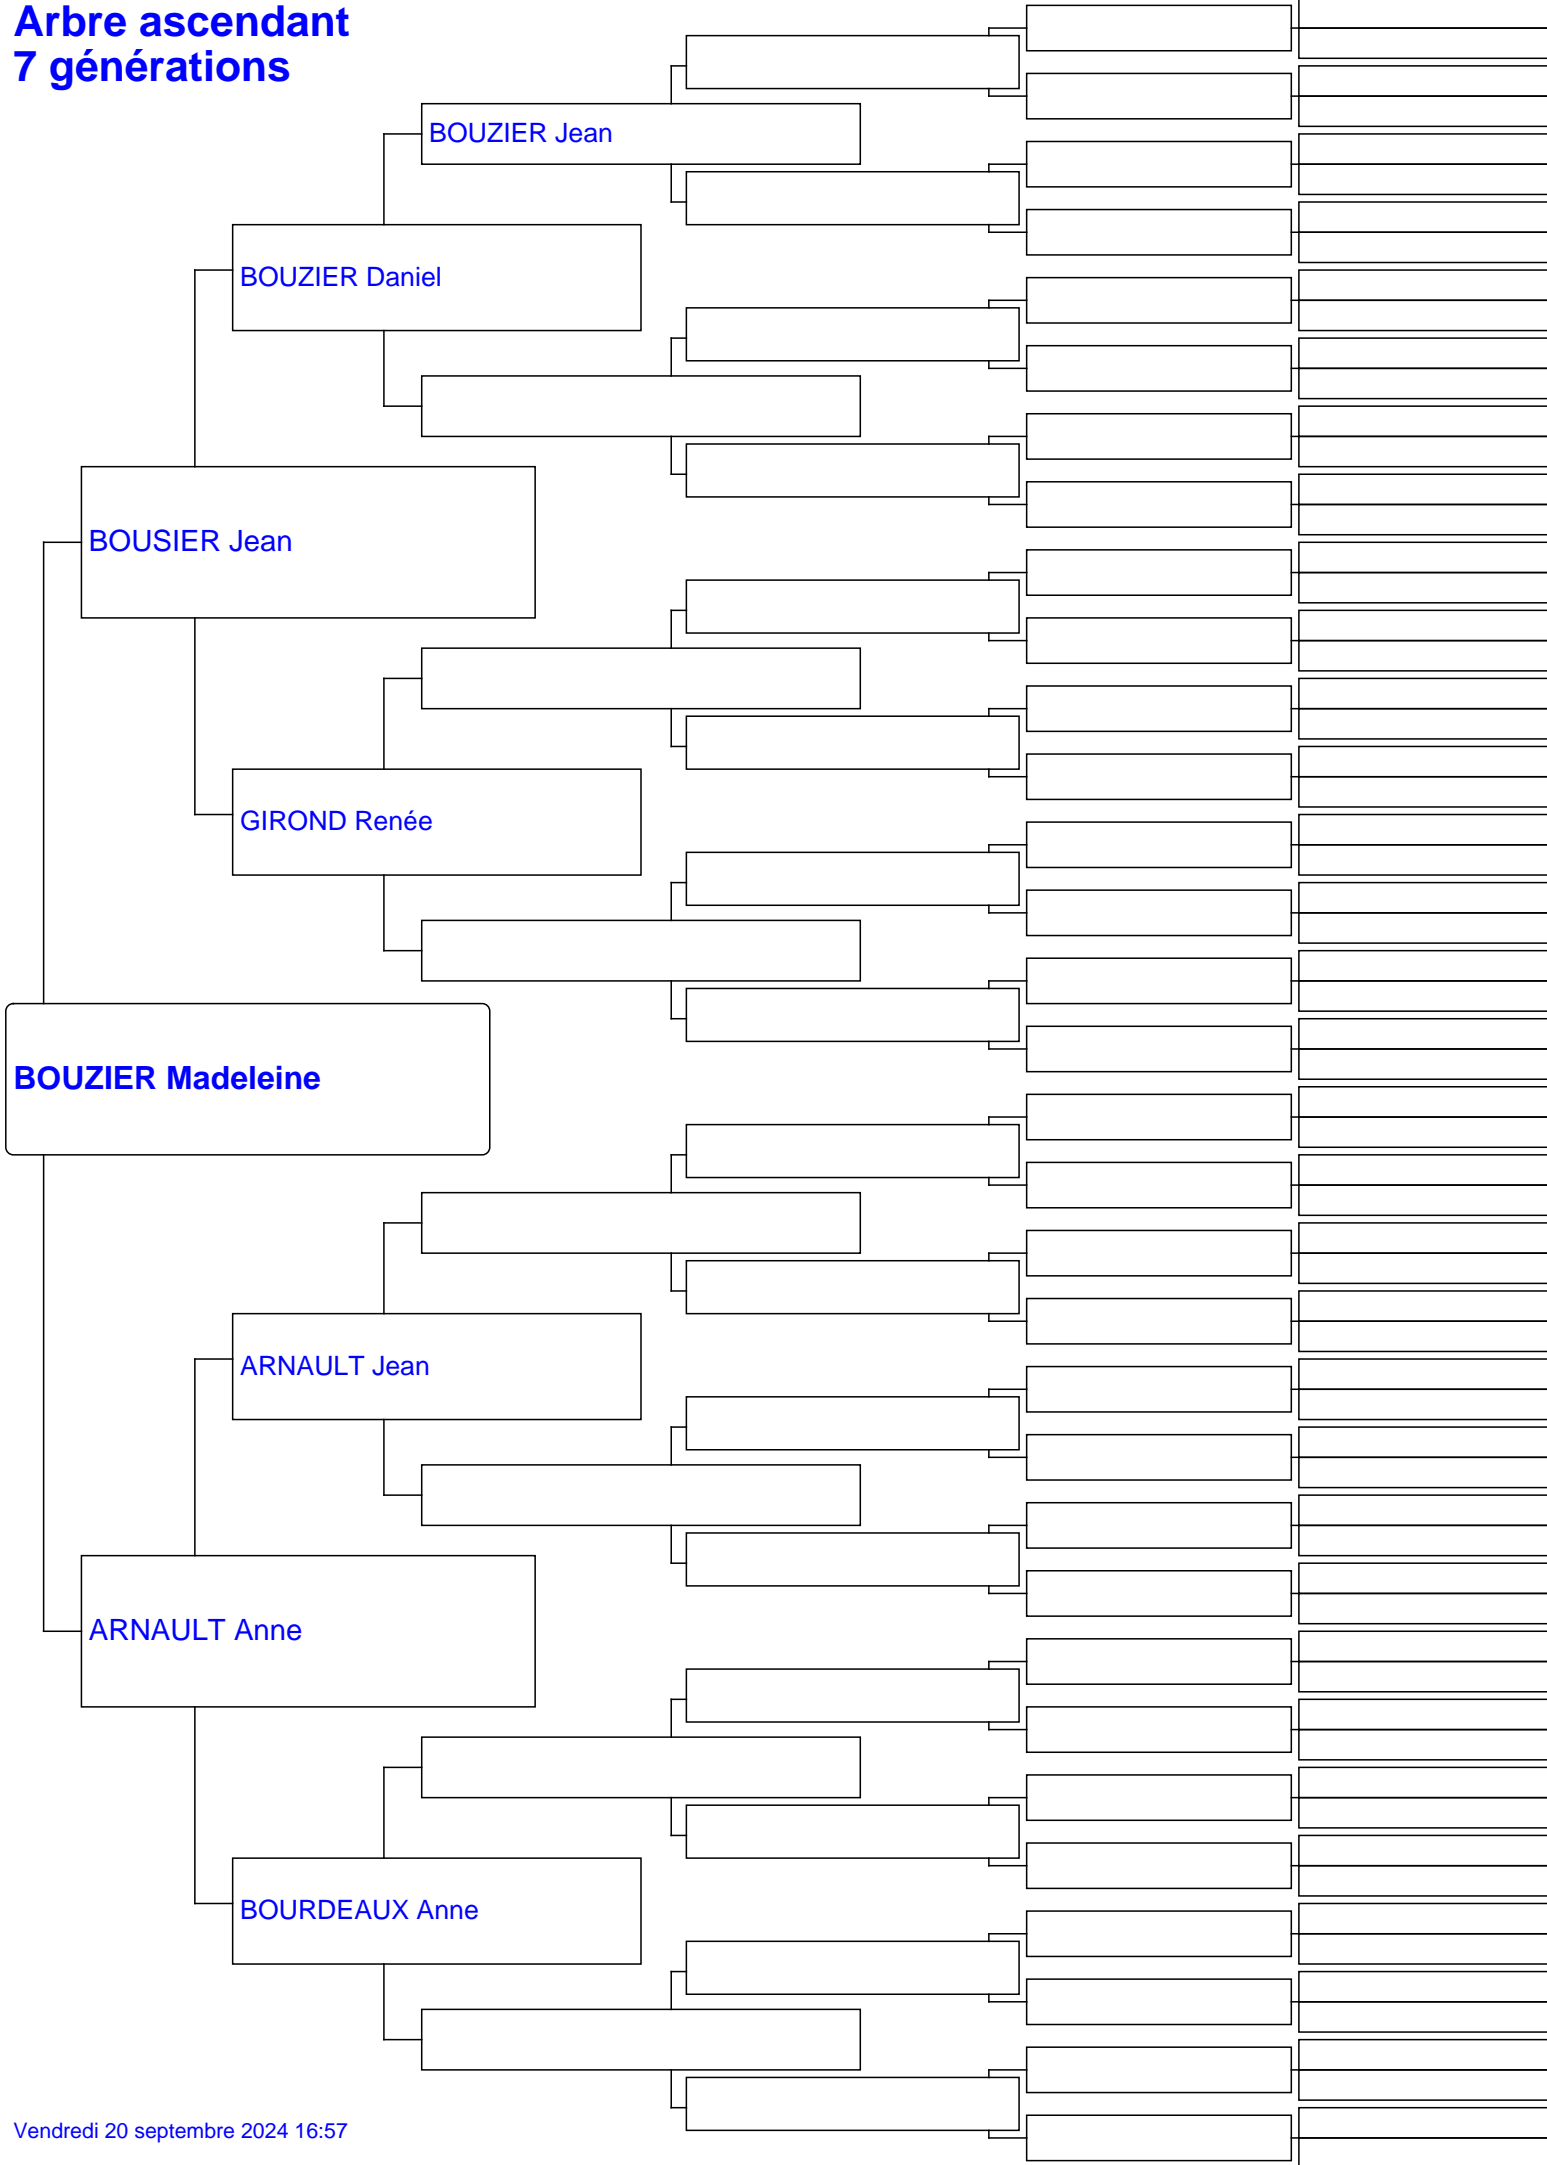 Arbre ascendant
7 générations
BOUZIER Jean
BOUZIER Daniel
BOUSIER Jean
GIROND Renée
BOUZIER Madeleine
ARNAULT Jean
ARNAULT Anne
BOURDEAUX Anne
Vendredi 20 septembre 2024 16:57